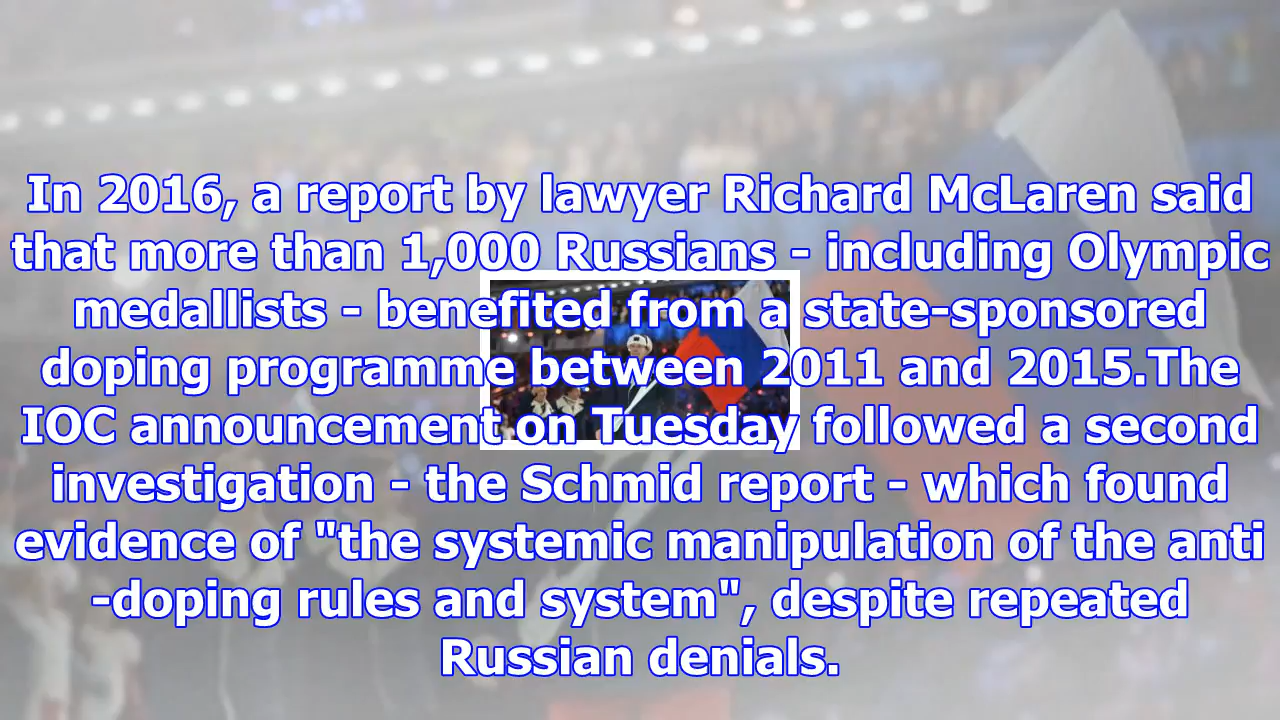 In 2016, a report by lawyer Richard McLaren said
that more than 1,000 Russians - including Olympic
medallists - benefited from a state-sponsored
doping programme between 2011 and 2015.The
IOC announcement on Tuesday followed a second
investigation - the Schmid report - which found
evidence of "the systemic manipulation of the anti
-doping rules and system", despite repeated
Russian denials.